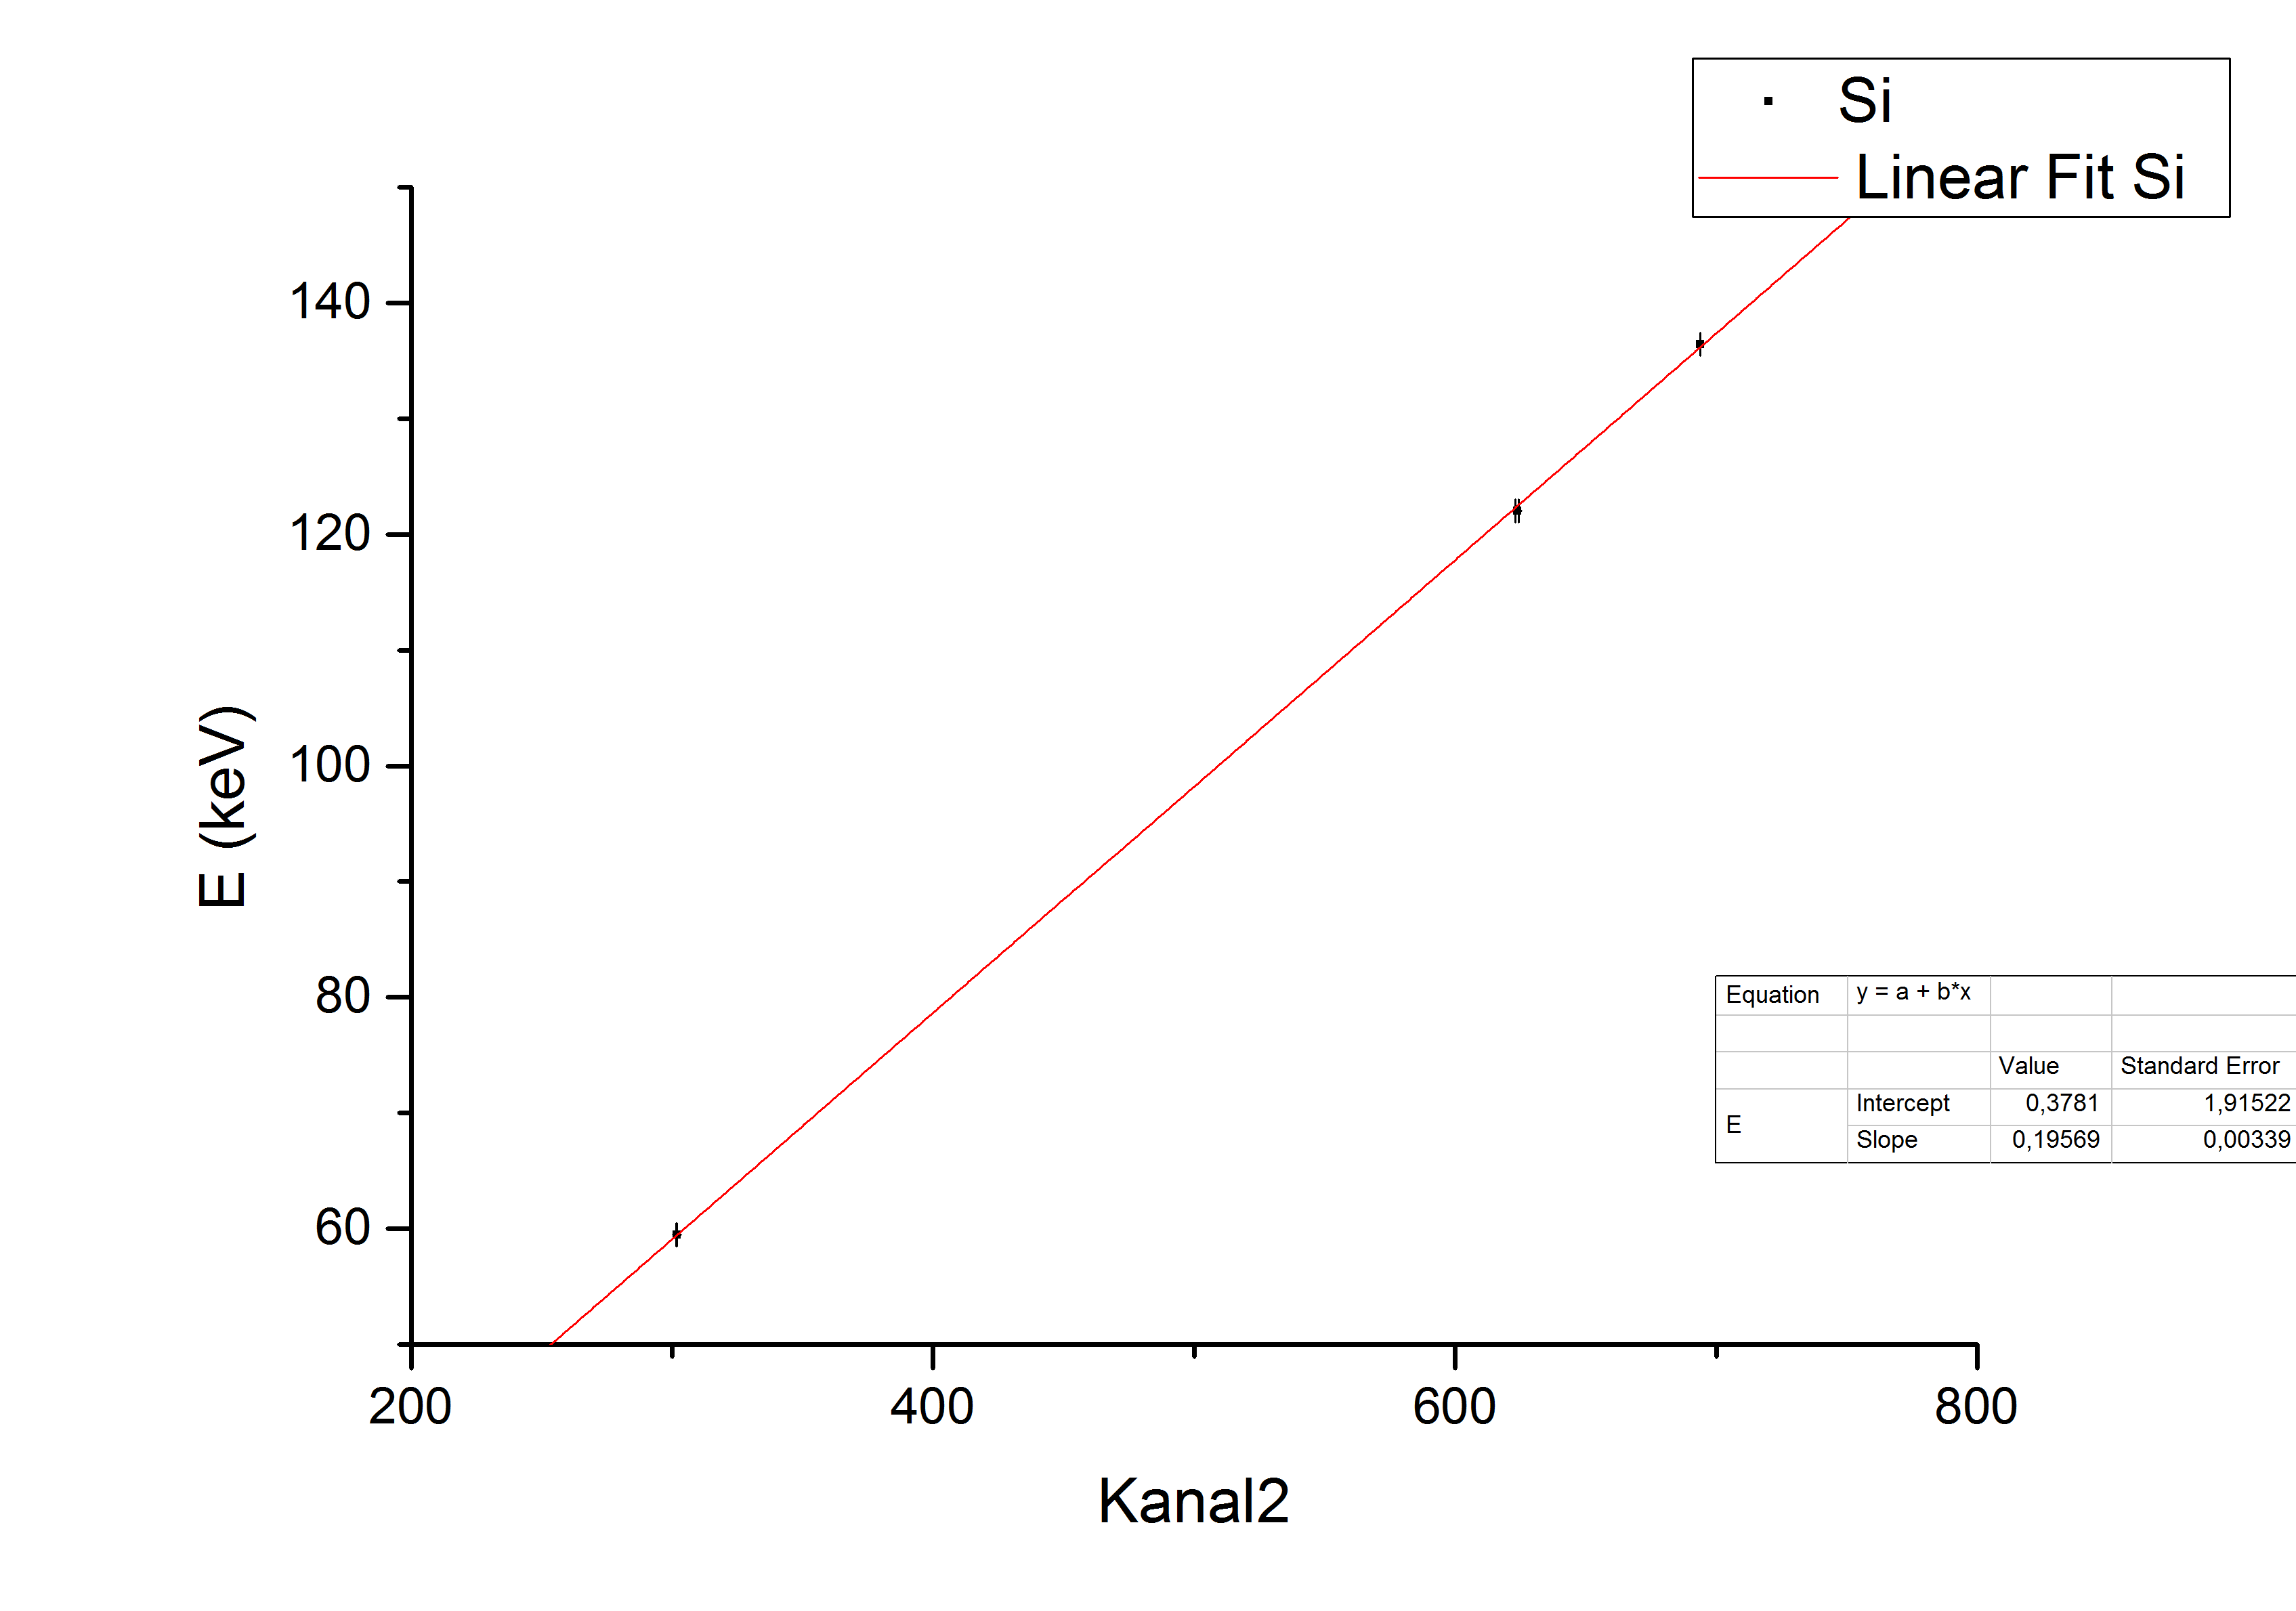 Si
Linear Fit Si
140
120
100
80
60
E (keV)
Equation y = a + b*x
Value Standard Error
E
Intercept 0,3781 1,91522
Slope 0,19569 0,00339
200 400 600 800
Kanal2